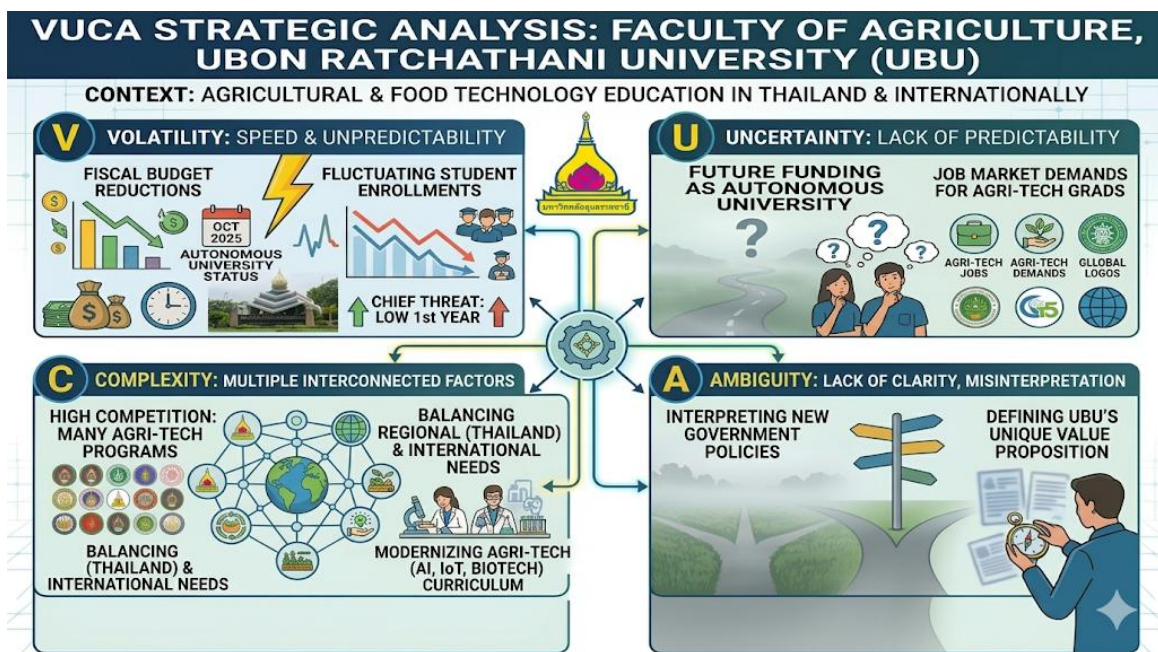 VUCA STRATEGIC ANALYSIS: FACULTY OF AGRICULTURE,
UBON RATCHATHANI UNIVERSITY (UBU)
CONTEXT: AGRICULTURAL & FOOD TECHNOLOGY EDUCATION IN THAILAND & INTERNATIONALLY
V
VOLATILITY: SPEED & UNPREDICTABILITY
FISCAL BUDGET
REDUCTIONS
OCT
2025
AUTONOMOUS
UNIVERSITY
STATUS
FLUCTUATING STUDENT
ENROLLMENTS
CHIEF THREAT:
LOW 1st YEAR
U
UNCERTAINTY: LACK OF PREDICTABILITY
FUTURE FUNDING
AS AUTONOMOUS
UNIVERSITY
?
?
?
?
JOB MARKET DEMANDS
FOR AGRI-TECH GRADS
AGRI-TECH
JOBS
AGRI-TECH
DEMANDS
GLLOBAL
LOGOS
C
COMPLEXITY: MULTIPLE INTERCONNECTED FACTORS
HIGH COMPETITION:
MANY AGRI-TECH
PROGRAMS
BALANCING
(THAILAND) &
INTERNATIONAL NEEDS
BALANCING
REGIONAL (THAILAND)
& INTERNATIONAL
NEEDS
MODERNIZING AGRI-TECH
(AI, IoT, BIOTECH)
CURRICULUM
A
AMBIGUITY: LACK OF CLARITY, MISINTERPRETATION
INTERPRETING NEW
GOVERNMENT
POLICIES
DEFINING UBU'S
UNIQUE VALUE
PROPOSITION